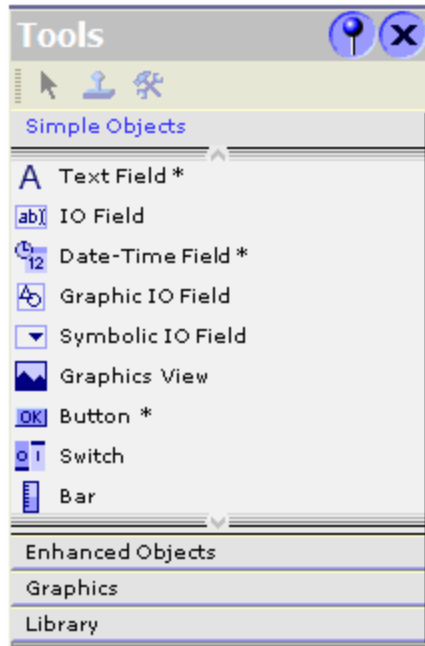 Tools
Simple Objects
A Text Field *
ab IO Field
12 Date-Time Field *
Graphic IO Field
Symbolic IO Field
Graphics View
OK Button *
0 1 Switch
Bar
Enhanced Objects
Graphics
Library